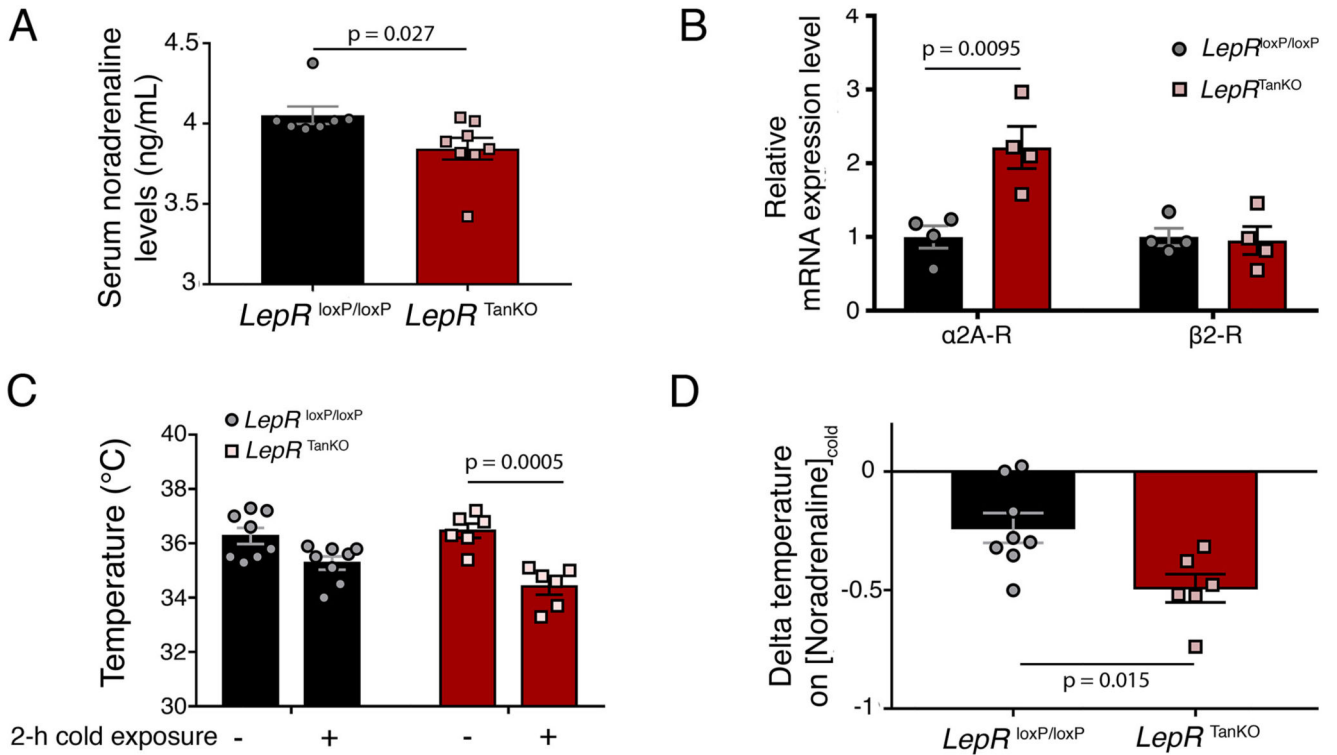 A
Serum noradrenaline
levels (ng/mL)
4.5
4
3.5
3
p = 0.027
LepR loxP/loxP
LepR TanKO
B
Relative
mRNA expression level
4
3
2
1
0
p = 0.0095
LepR loxP/loxP
LepR TanKO
α2A-R
β2-R
C
LepR loxP/loxP
LepR TanKO
Temperature (°C)
40
38
36
34
32
30
p = 0.0005
2-h cold exposure - + - +
D
Delta temperature
on [Noradrenaline]cold
0
-0.5
-1
p = 0.015
LepR loxP/loxP
LepR TanKO